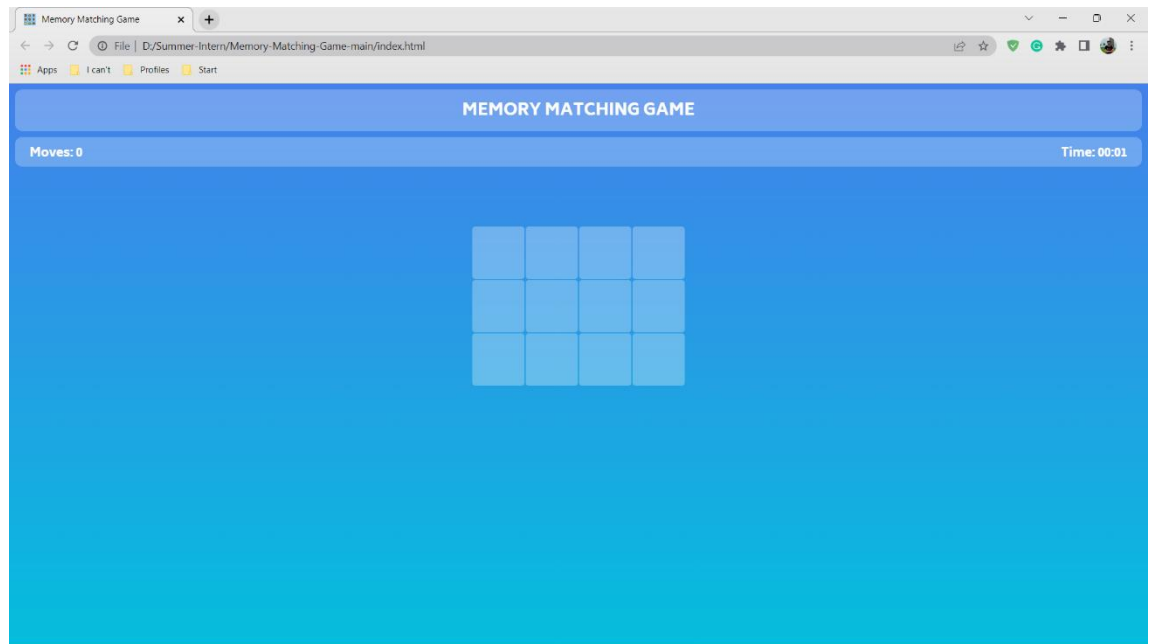 Memory Matching Game
File | D:/Summer-Intern/Memory-Matching-Game-main/index.html
Apps I can't Profiles Start
MEMORY MATCHING GAME
Moves: 0 Time: 00:01